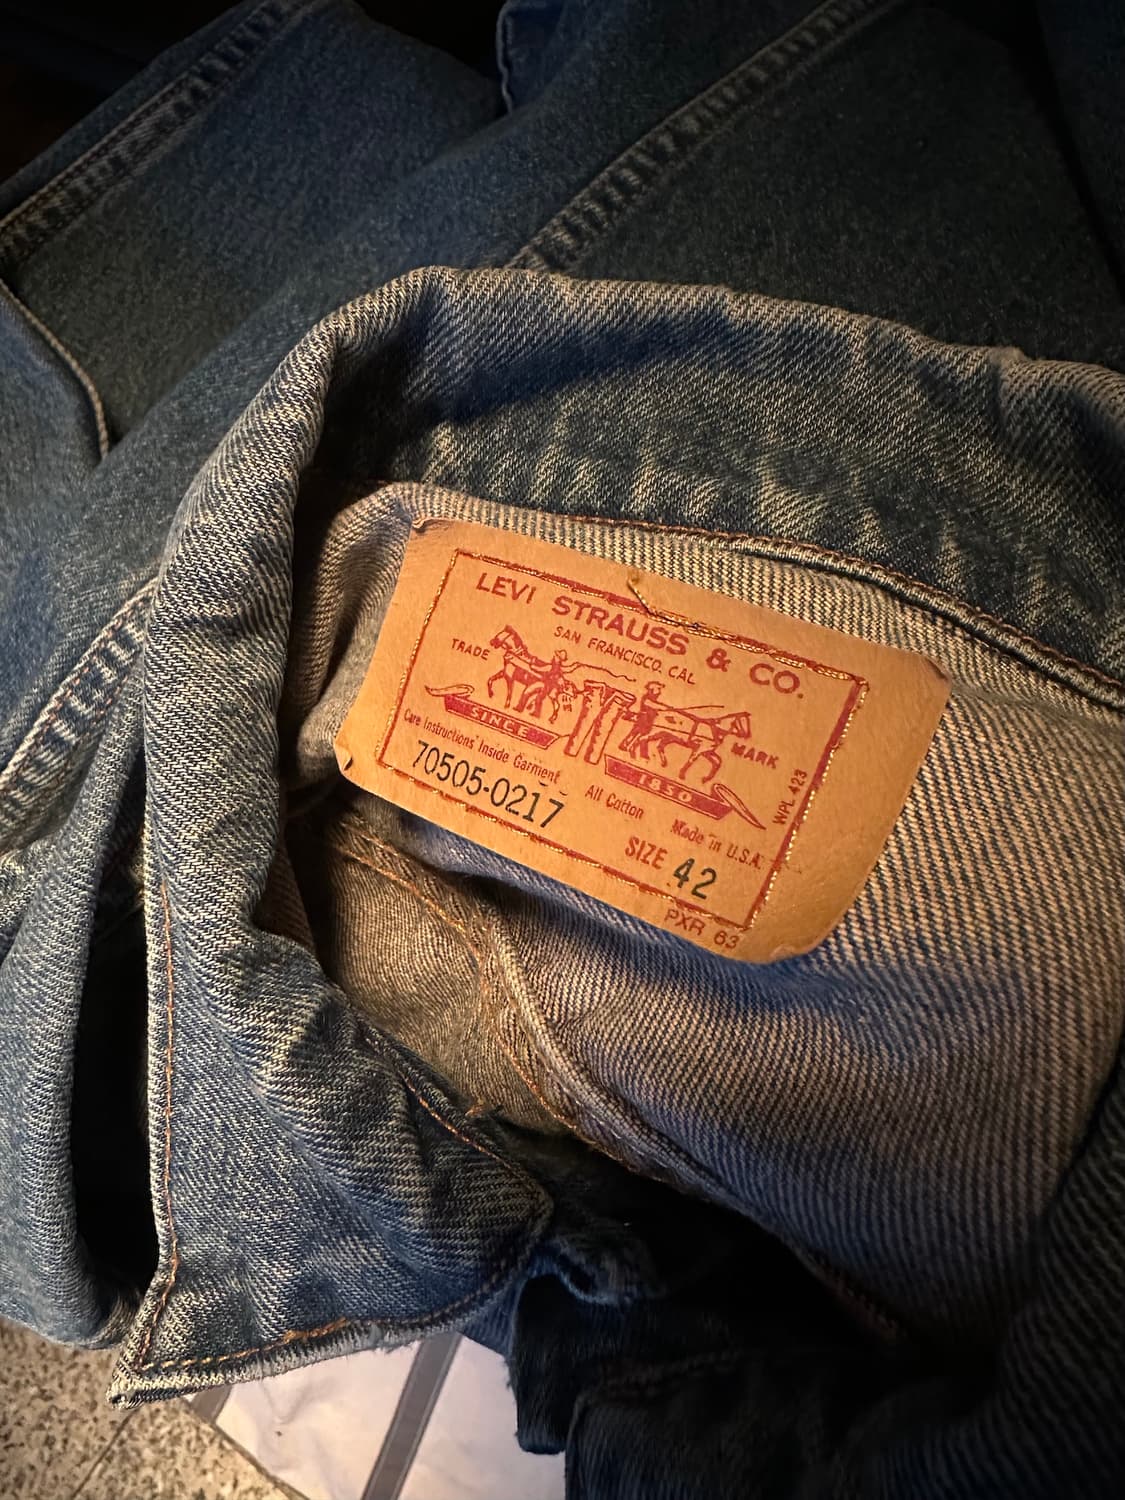 LEVI STRAUSS & CO.
SAN FRANCISCO, CAL
TRADE MARK
SINCE 1850
Care Instructions Inside Garment All Cotton Made in U.S.A.
70505-0217
SIZE 42
WPL 423
PXR 63